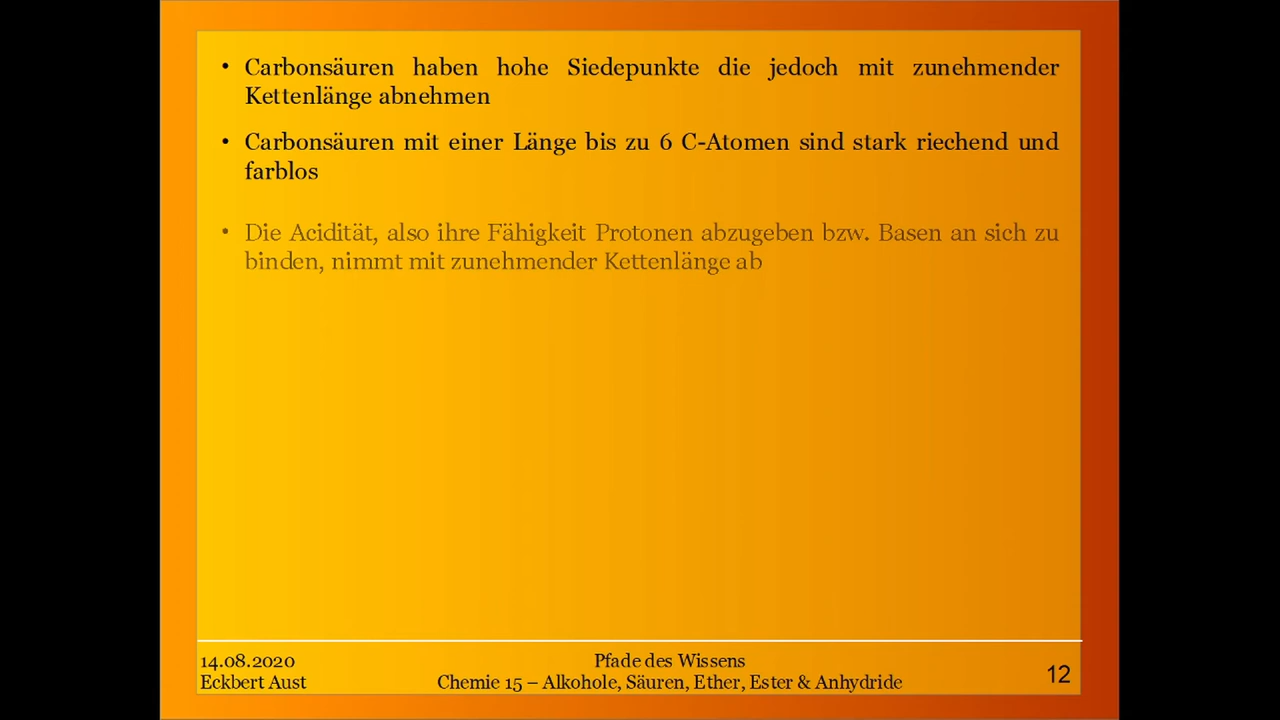 • Carbonsäuren haben hohe Siedepunkte die jedoch mit zunehmender
Kettenlänge abnehmen
• Carbonsäuren mit einer Länge bis zu 6 C-Atomen sind stark riechend und
farblos
• Die Acidität, also ihre Fähigkeit Protonen abzugeben bzw. Basen an sich zu
binden, nimmt mit zunehmender Kettenlänge ab
14.08.2020
Eckbert Aust
Pfade des Wissens
Chemie 15 – Alkohole, Säuren, Ether, Ester & Anhydride
12